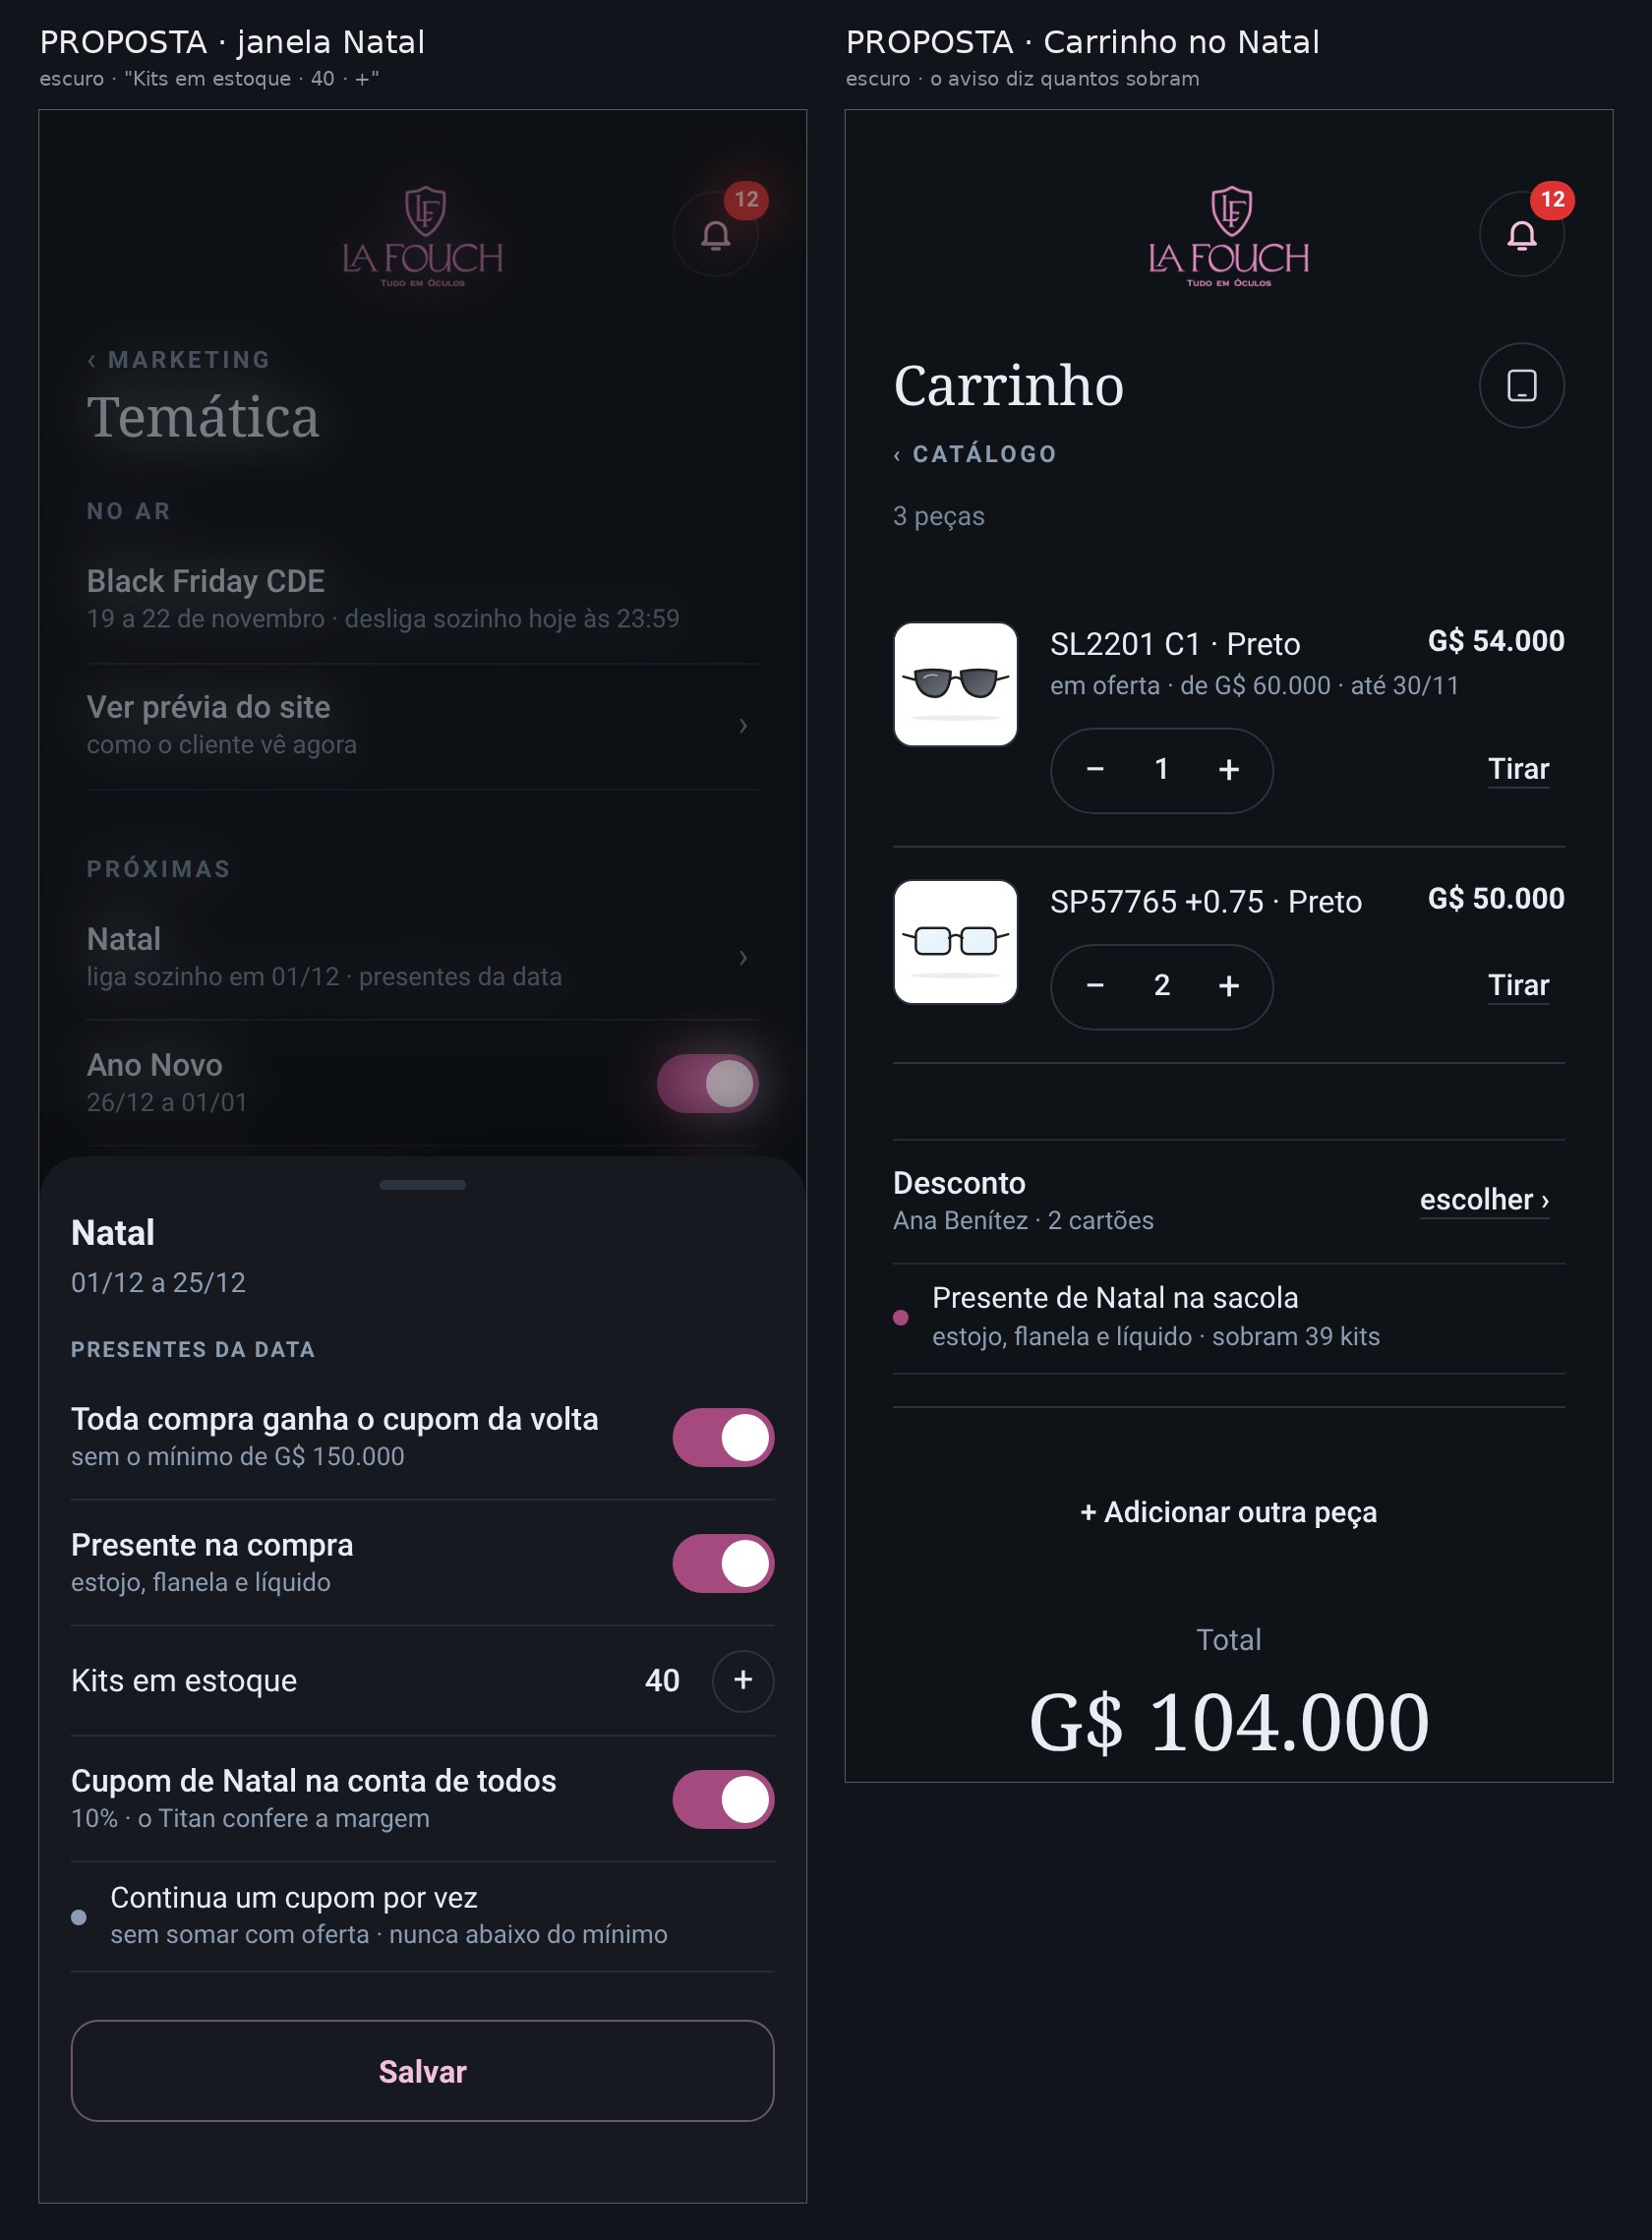 PROPOSTA · janela Natal
escuro · "Kits em estoque · 40 · +"
LF
LA FOUCH
TUDO EM ÓCULOS
12
‹ MARKETING
Temática
NO AR
Black Friday CDE
19 a 22 de novembro · desliga sozinho hoje às 23:59
Ver prévia do site
como o cliente vê agora
›
PRÓXIMAS
Natal
liga sozinho em 01/12 · presentes da data
›
Ano Novo
26/12 a 01/01
Natal
01/12 a 25/12
PRESENTES DA DATA
Toda compra ganha o cupom da volta
sem o mínimo de G$ 150.000
Presente na compra
estojo, flanela e líquido
Kits em estoque 40 +
Cupom de Natal na conta de todos
10% · o Titan confere a margem
Continua um cupom por vez
sem somar com oferta · nunca abaixo do mínimo
Salvar
PROPOSTA · Carrinho no Natal
escuro · o aviso diz quantos sobram
LF
LA FOUCH
TUDO EM ÓCULOS
12
Carrinho
‹ CATÁLOGO
3 peças
SL2201 C1 · Preto G$ 54.000
em oferta · de G$ 60.000 · até 30/11
− 1 + Tirar
SP57765 +0.75 · Preto G$ 50.000
− 2 + Tirar
Desconto
Ana Benítez · 2 cartões
escolher ›
Presente de Natal na sacola
estojo, flanela e líquido · sobram 39 kits
+ Adicionar outra peça
Total
G$ 104.000